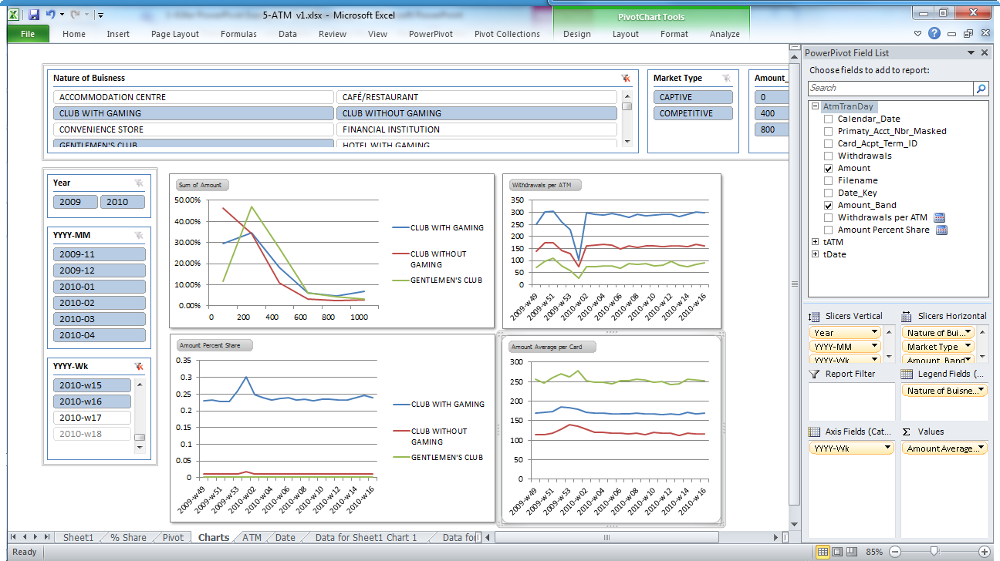 5-ATM v1.xlsx - Microsoft Excel
PivotChart Tools
File Home Insert Page Layout Formulas Data Review View PowerPivot Pivot Collections Design Layout Format Analyze
Nature of Buisness
ACCOMMODATION CENTRE
CAFÉ/RESTAURANT
CLUB WITH GAMING
CLUB WITHOUT GAMING
CONVENIENCE STORE
FINANCIAL INSTITUTION
GENTLEMEN'S CLUB
HOTEL WITH GAMING
Market Type
CAPTIVE
COMPETITIVE
Amount_
0
400
800
Year
2009 2010
YYYY-MM
2009-11
2009-12
2010-01
2010-02
2010-03
2010-04
YYYY-Wk
2010-w15
2010-w16
2010-w17
2010-w18
Sum of Amount
50.00%
40.00%
30.00%
20.00%
10.00%
0.00%
0 200 400 600 800 1000
CLUB WITH GAMING
CLUB WITHOUT
GAMING
GENTLEMEN'S CLUB
Withdrawals per ATM
350
300
250
200
150
100
50
0
2009-w49 2009-w51 2009-w53 2010-w02 2010-w04 2010-w06 2010-w08 2010-w10 2010-w12 2010-w14 2010-w16
Amount Percent Share
0.35
0.3
0.25
0.2
0.15
0.1
0.05
0
2009-w49 2009-w51 2009-w53 2010-w02 2010-w04 2010-w06 2010-w08 2010-w10 2010-w12 2010-w14 2010-w16
CLUB WITH GAMING
CLUB WITHOUT
GAMING
GENTLEMEN'S CLUB
Amount Average per Card
300
250
200
150
100
50
0
2009-w49 2009-w51 2009-w53 2010-w02 2010-w04 2010-w06 2010-w08 2010-w10 2010-w12 2010-w14 2010-w16
PowerPivot Field List
Choose fields to add to report:
Search
AtmTranDay
Calendar_Date
Primaty_Acct_Nbr_Masked
Card_Acpt_Term_ID
Withdrawals
Amount
Filename
Date_Key
Amount_Band
Withdrawals per ATM
Amount Percent Share
tATM
tDate
Slicers Vertical
Year
YYYY-MM
YYYY-Wk
Slicers Horizontal
Nature of Bui...
Market Type
Amount_Band
Report Filter
Legend Fields (...
Nature of Buisne...
Axis Fields (Cat...
YYYY-Wk
Σ Values
AmountAverage...
Sheet1 % Share Pivot Charts ATM Date Data for Sheet1 Chart 1 Data for
Ready
85%